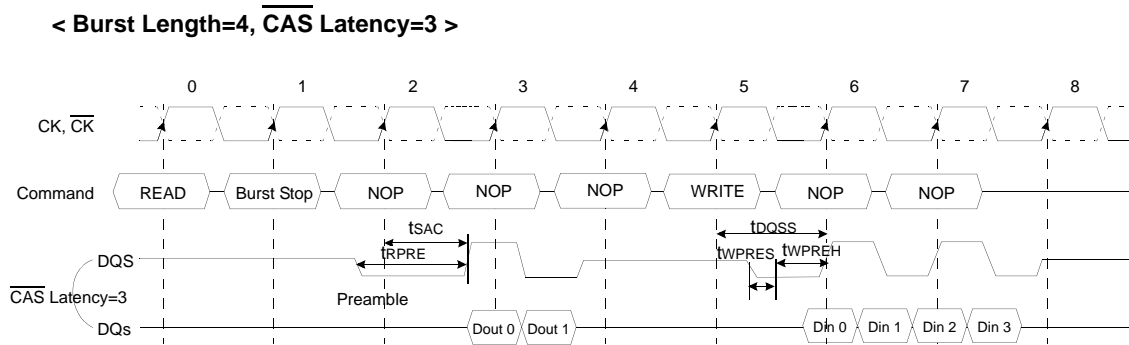 < Burst Length=4, CAS Latency=3 >
0 1 2 3 4 5 6 7 8
CK, CK
Command READ Burst Stop NOP NOP NOP WRITE NOP NOP
tSAC tDQSS
tRPRE tWPRES tWPREH
DQS
CAS Latency=3
Preamble
DQs Dout 0 Dout 1 Din 0 Din 1 Din 2 Din 3